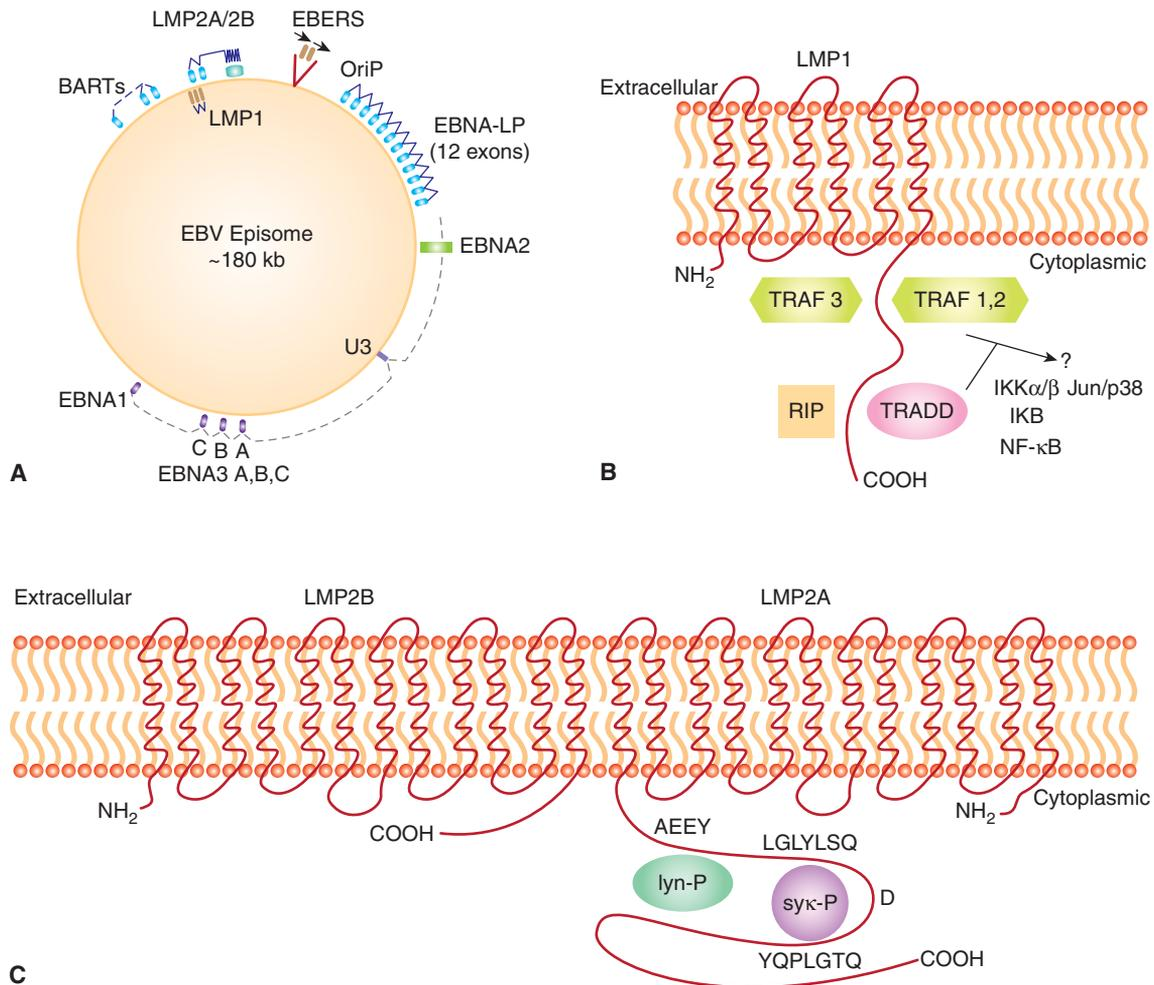 LMP2A/2B
EBERS
OriP
BARTs
LMP1
EBNA-LP
(12 exons)
EBV Episome
~180 kb
EBNA2
U3
EBNA1
C B A
EBNA3 A,B,C
A
LMP1
Extracellular
NH2
Cytoplasmic
TRAF 3
TRAF 1,2
?
IKKα/β Jun/p38
IKB
NF-κB
RIP
TRADD
COOH
B
Extracellular
LMP2B
LMP2A
NH2
COOH
NH2
Cytoplasmic
AEEY
LGLYLSQ
lyn-P
syκ-P
D
YQPLGTQ
COOH
C